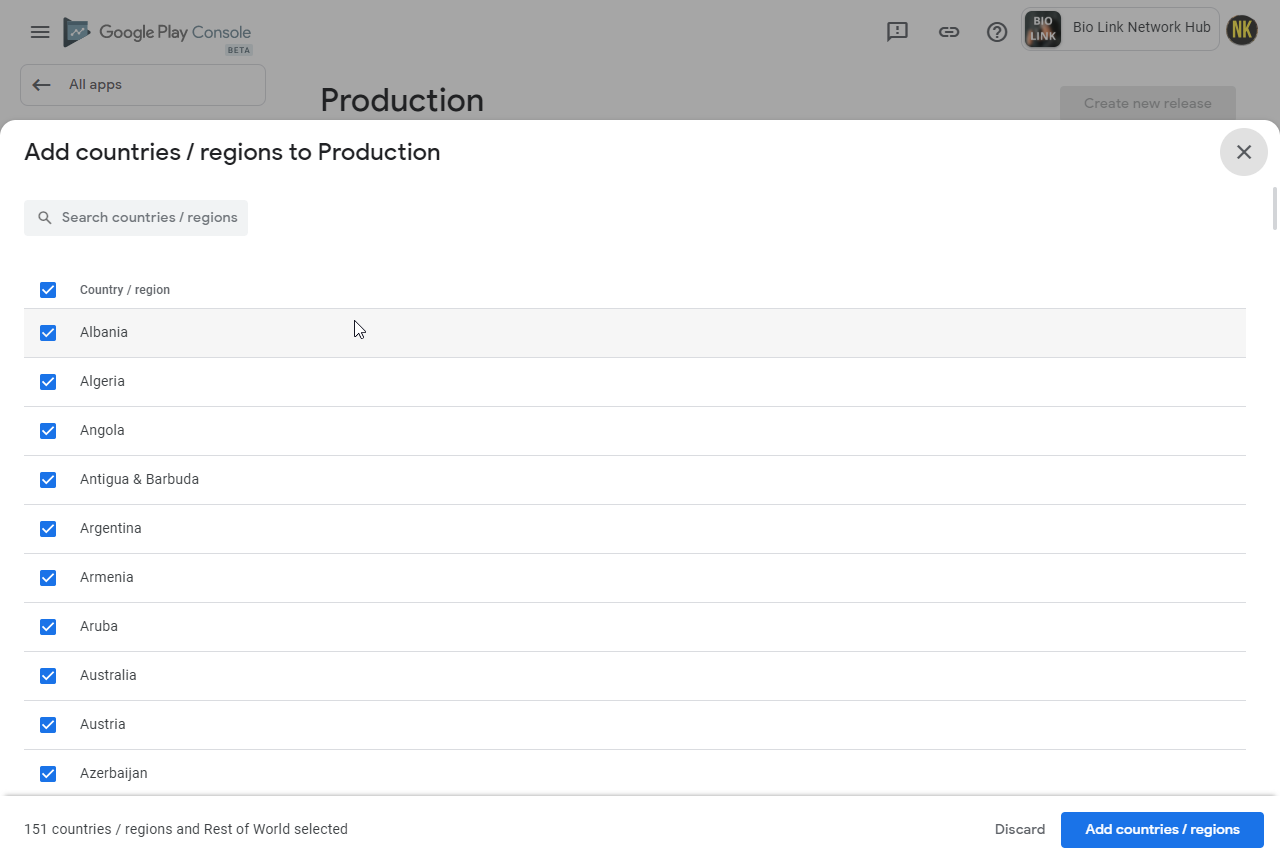 Google Play Console
BETA
BIO
LINK
Bio Link Network Hub
NK
All apps
Production
Create new release
Add countries / regions to Production
Search countries / regions
Country / region
Albania
Algeria
Angola
Antigua & Barbuda
Argentina
Armenia
Aruba
Australia
Austria
Azerbaijan
151 countries / regions and Rest of World selected
Discard
Add countries / regions